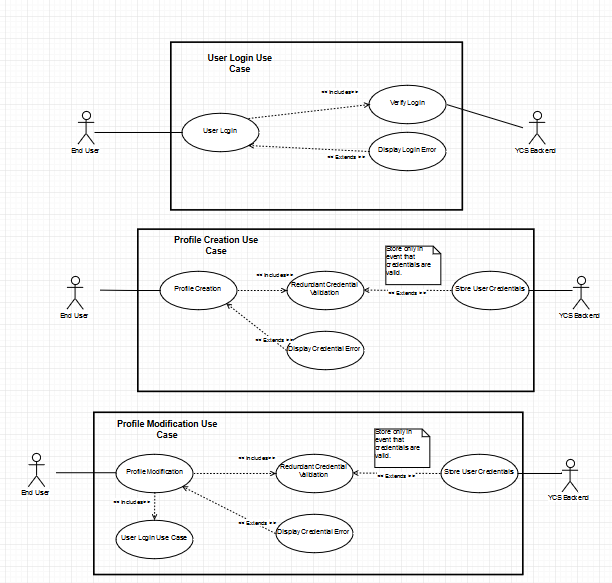 User Login Use
Case
<< Includes>>
Verify Login
User Login
Display Login Error
<< Extends >>
End User
YCS Backend
Profile Creation Use
Case
Store only in
event that
credentials are
valid.
<< Includes>>
Profile Creation
Redundant Credential
Validation
<< Extends >>
Store User Credentials
End User
YCS Backend
<< Extends >>
Display Credential Error
Profile Modification Use
Case
Store only in
event that
credentials are
valid.
<< Includes>>
Profile Modification
Redundant Credential
Validation
<< Extends >>
Store User Credentials
End User
YCS Backend
<< Includes>>
<< Extends >>
User Login Use Case
Display Credential Error